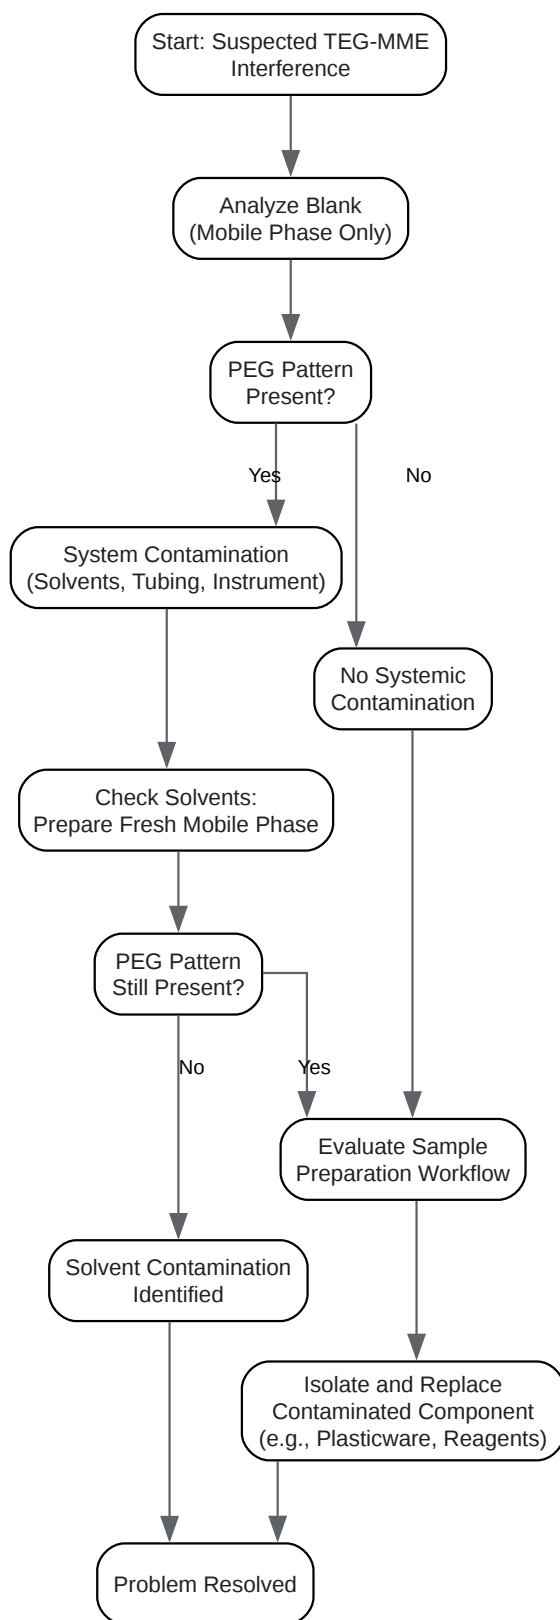 Start: Suspected TEG-MME
Interference
Analyze Blank
(Mobile Phase Only)
PEG Pattern
Present?
Yes
No
System Contamination
(Solvents, Tubing, Instrument)
No Systemic
Contamination
Check Solvents:
Prepare Fresh Mobile Phase
PEG Pattern
Still Present?
No
Yes
Evaluate Sample
Preparation Workflow
Solvent Contamination
Identified
Isolate and Replace
Contaminated Component
(e.g., Plasticware, Reagents)
Problem Resolved